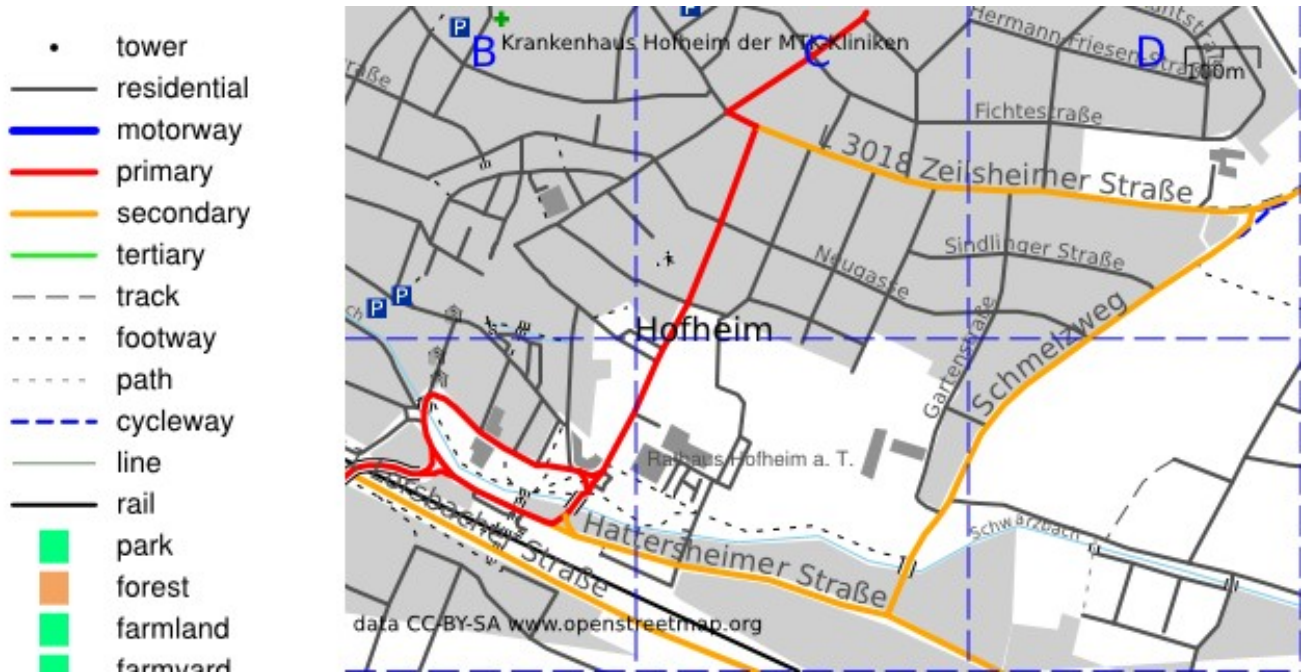 tower
residential
motorway
primary
secondary
tertiary
track
footway
path
cycleway
line
rail
park
forest
farmland
farmyard
P
P
B
Krankenhaus Hofheim der MTK-Kliniken
C
D
Hermann-Friesen-Straße
100m
Fichtestraße
L 3018 Zeilsheimer Straße
Sindlinger Straße
Neugasse
P
P
Hofheim
Gartenstraße
Schmelzweg
Rathaus Hofheim a. T.
Schwarzbach
Hattersheimer Straße
Straße
data CC-BY-SA www.openstreetmap.org